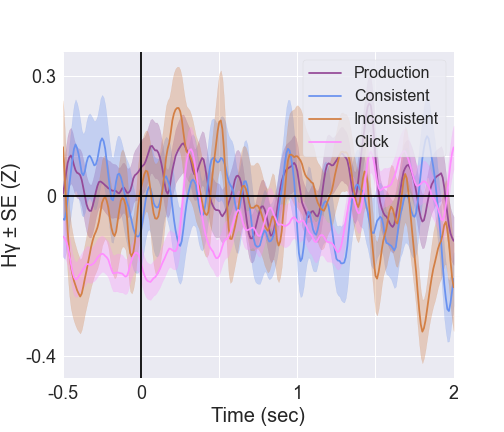 Production
Consistent
Inconsistent
Click
0.3
0
-0.4
Hγ ± SE (Z)
-0.5
0
1
2
Time (sec)